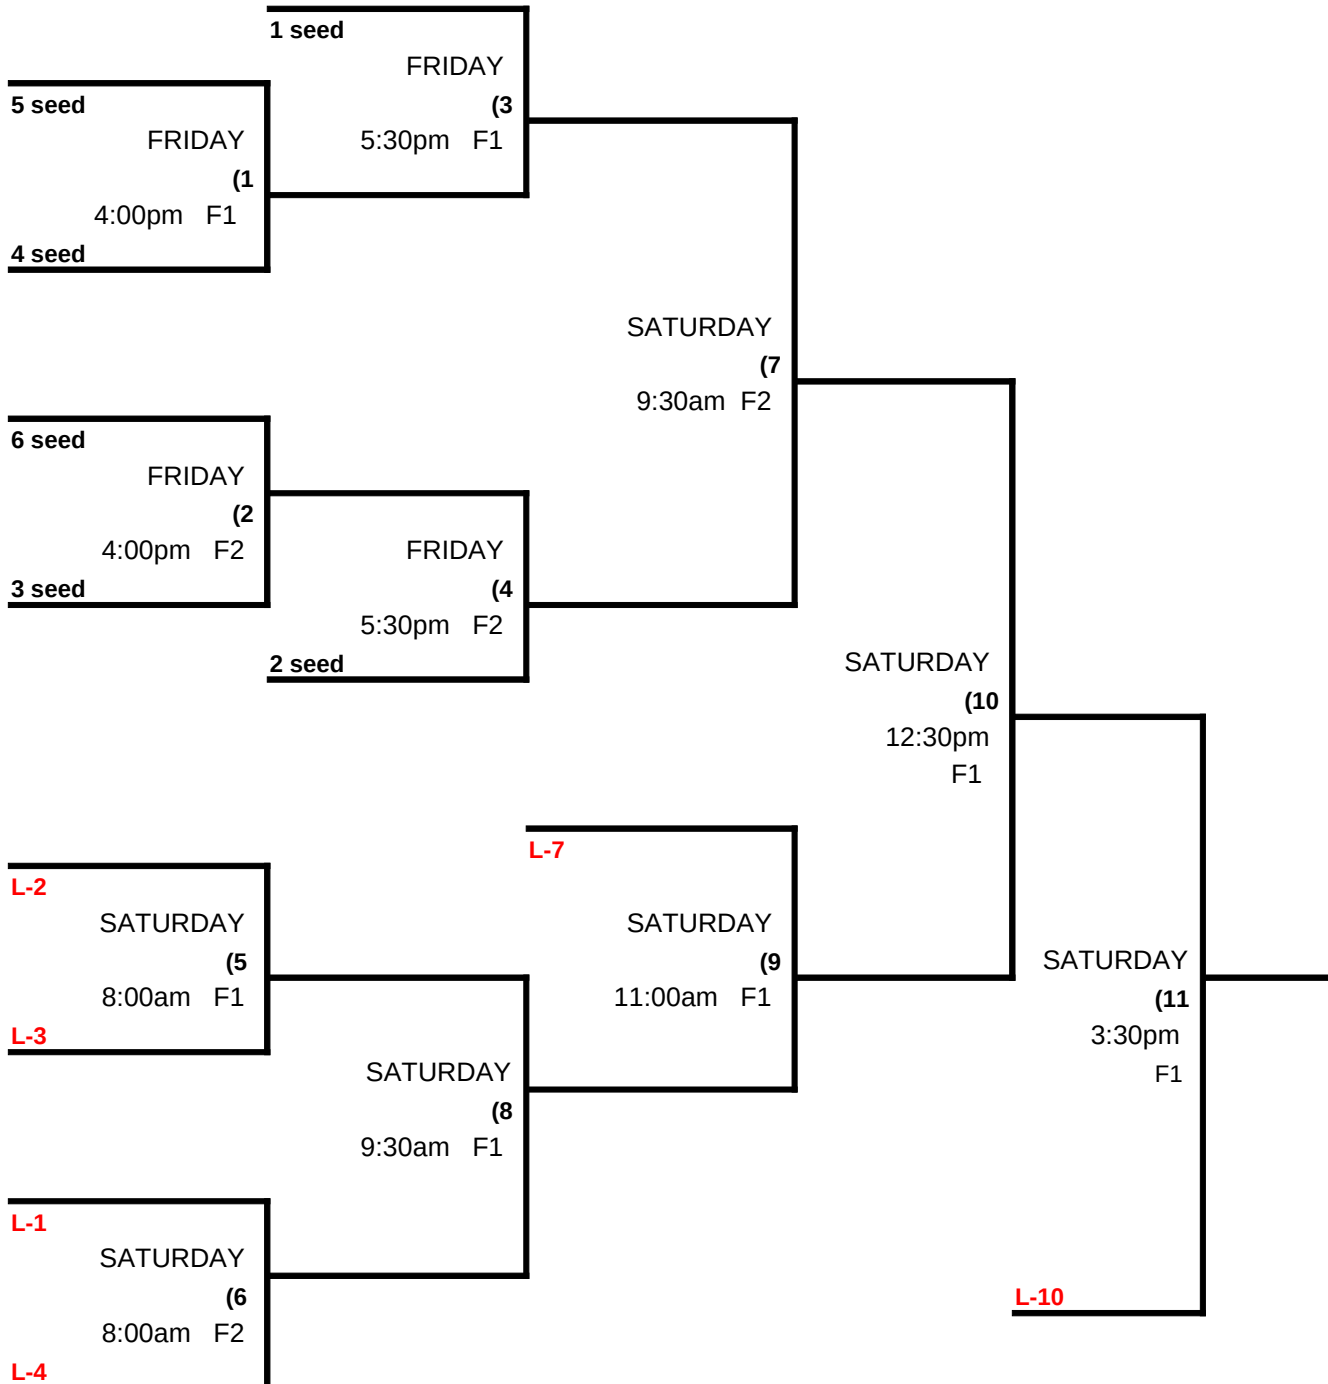 1 seed
FRIDAY
(3
5:30pm F1
5 seed
FRIDAY
(1
4:00pm F1
4 seed
SATURDAY
(7
9:30am F2
6 seed
FRIDAY
(2
4:00pm F2
3 seed
FRIDAY
(4
5:30pm F2
2 seed
SATURDAY
(10
12:30pm
F1
L-7
L-2
SATURDAY
(5
8:00am F1
L-3
SATURDAY
(9
11:00am F1
SATURDAY
(11
3:30pm
F1
SATURDAY
(8
9:30am F1
L-1
SATURDAY
(6
8:00am F2
L-4
L-10